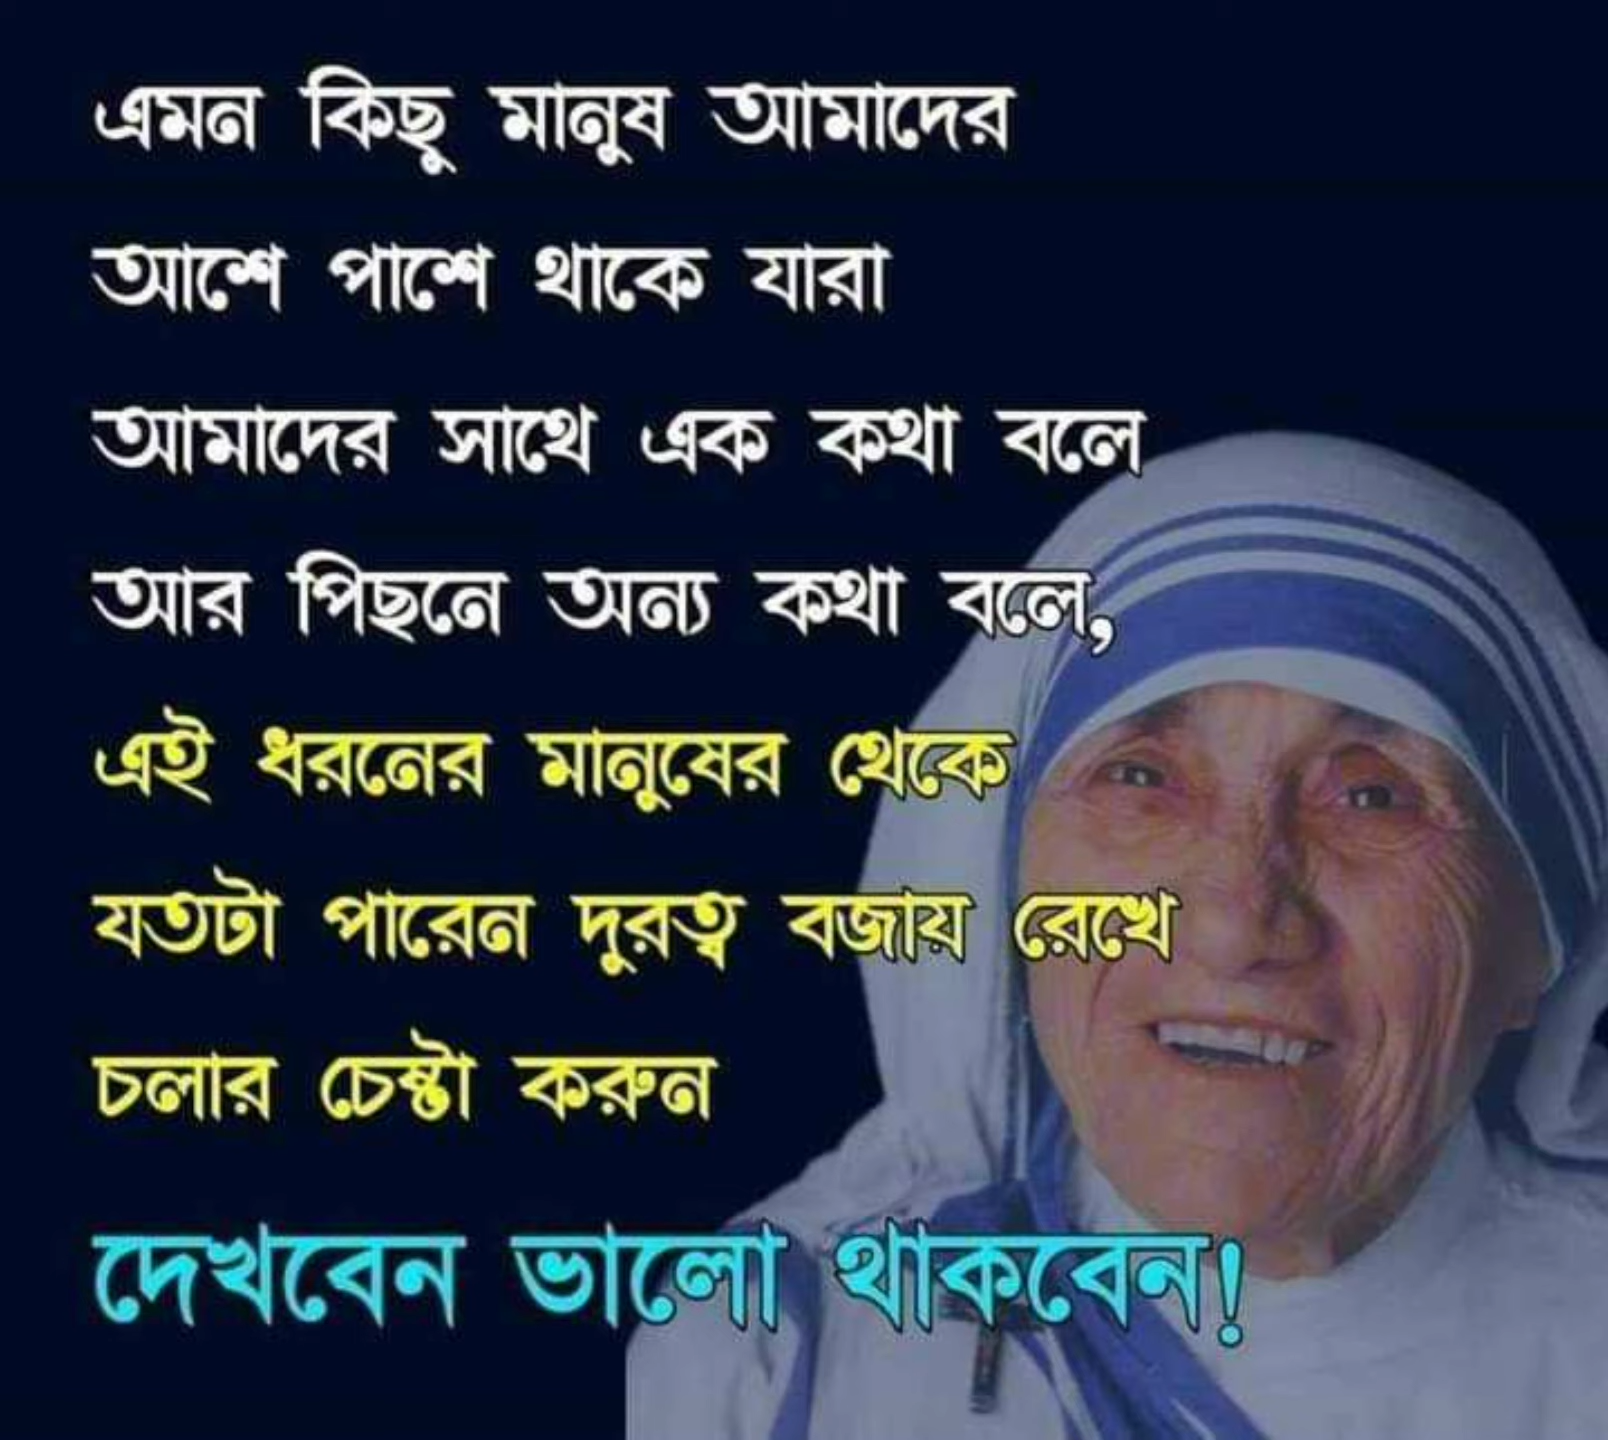 এমন কিছু মানুষ আমাদের
আশে পাশে থাকে যারা
আমাদের সাথে এক কথা বলে
আর পিছনে অন্য কথা বলে,
এই ধরনের মানুষের থেকে
যতটা পারেন দুরত্ব বজায় রেখে
চলার চেষ্টা করুন
দেখবেন ভালো থাকবেন!